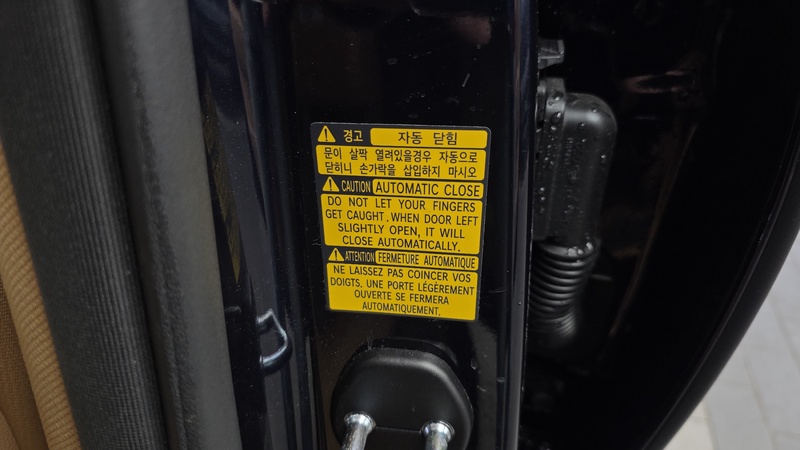 경고 자동 닫힘
문이 살짝 열려있을경우 자동으로
닫히니 손가락을 삽입하지 마시오
CAUTION AUTOMATIC CLOSE
DO NOT LET YOUR FINGERS
GET CAUGHT. WHEN DOOR LEFT
SLIGHTLY OPEN, IT WILL
CLOSE AUTOMATICALLY.
ATTENTION FERMETURE AUTOMATIQUE
NE LAISSEZ PAS COINCER VOS
DOIGTS, UNE PORTE LÉGÈREMENT
OUVERTE SE FERMERA
AUTOMATIQUEMENT.